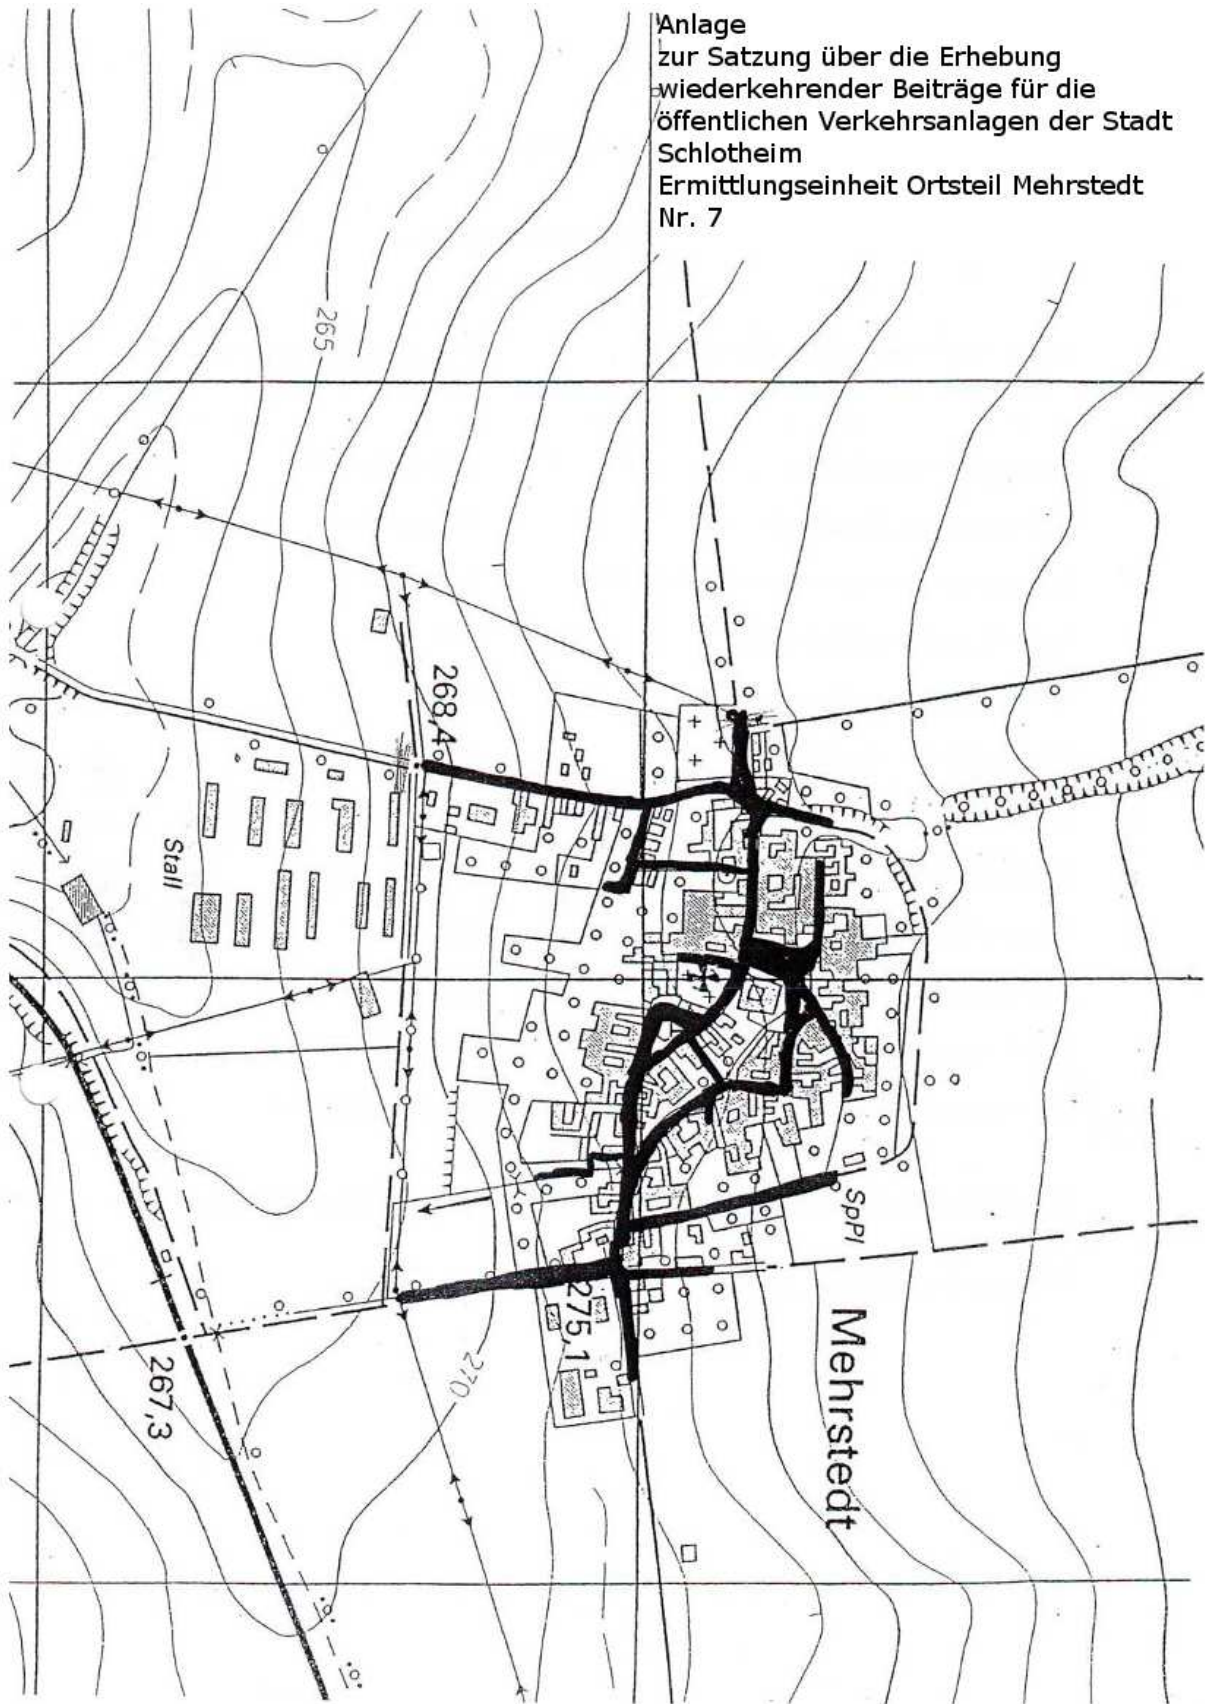 Anlage
zur Satzung über die Erhebung
wiederkehrender Beiträge für die
öffentlichen Verkehrsanlagen der Stadt
Schlotheim
Ermittlungseinheit Ortsteil Mehrstedt
Nr. 7
265
268,4
Stall
SpPl
275,1
Mehrstedt
270
267,3